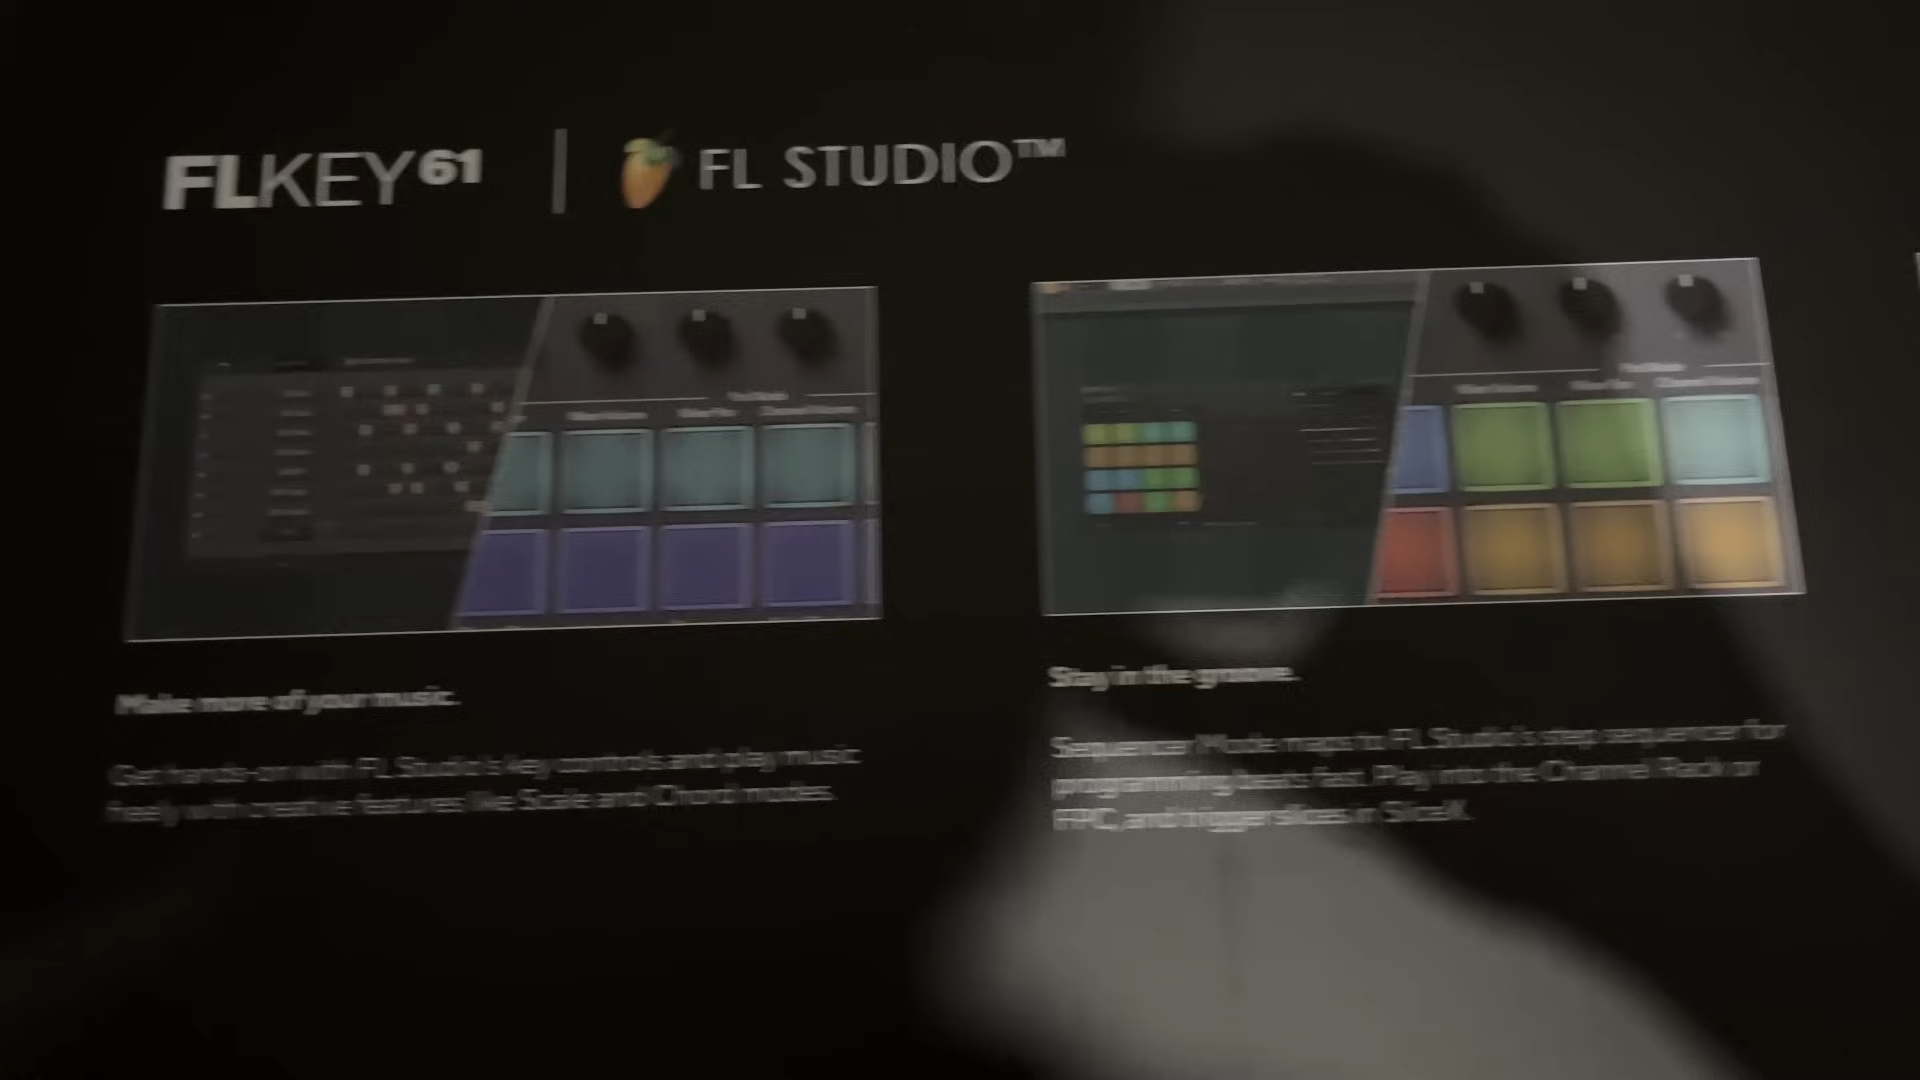 FLKEY61 | FL STUDIO™
Make more of your music.
Get hands-on with FL Studio's key controls and play music
freely with creative features like Scale and Chord modes.
Stay in the groove.
Sequencer Mode maps to FL Studio's step sequencer for
programming beats fast. Play into the Channel Rack or
FPC, and trigger slices in SliceX.